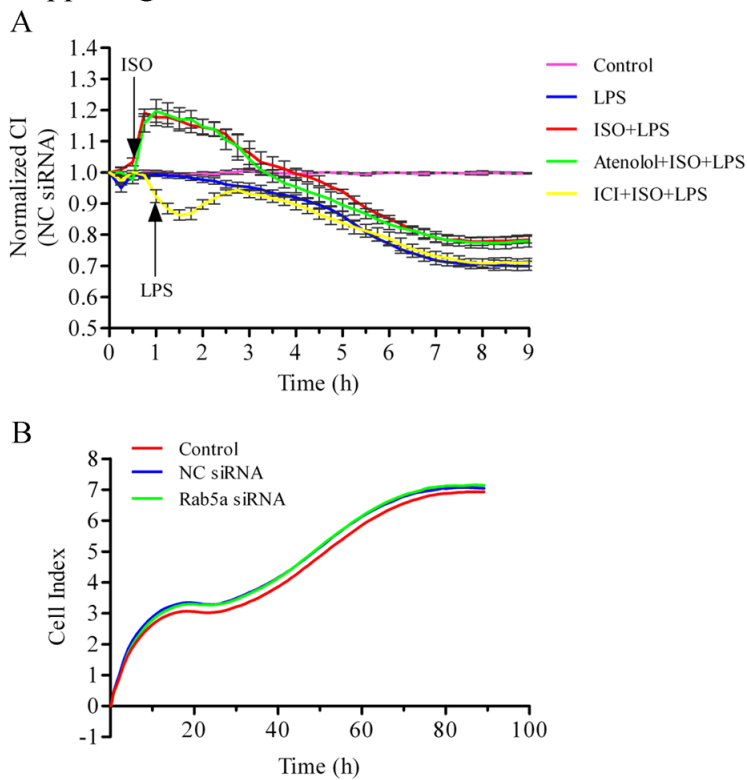 A
1.4
1.3
1.2
1.1
1.0
0.9
0.8
0.7
0.6
0.5
Normalized CI
(NC siRNA)
ISO
LPS
0 1 2 3 4 5 6 7 8 9
Time (h)
Control
LPS
ISO+LPS
Atenolol+ISO+LPS
ICI+ISO+LPS
B
Control
NC siRNA
Rab5a siRNA
8
7
6
5
4
3
2
1
0
-1
Cell Index
20 40 60 80 100
Time (h)